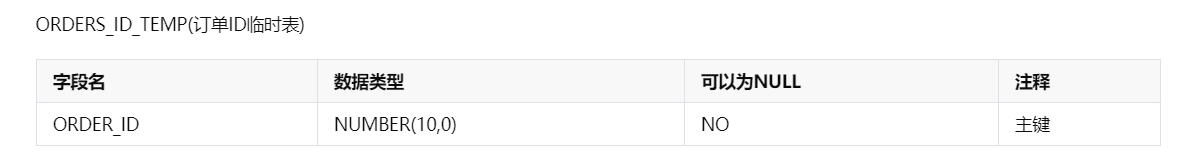 ORDERS_ID_TEMP(订单ID临时表)
字段名 数据类型 可以为NULL 注释
ORDER_ID NUMBER(10,0) NO 主键